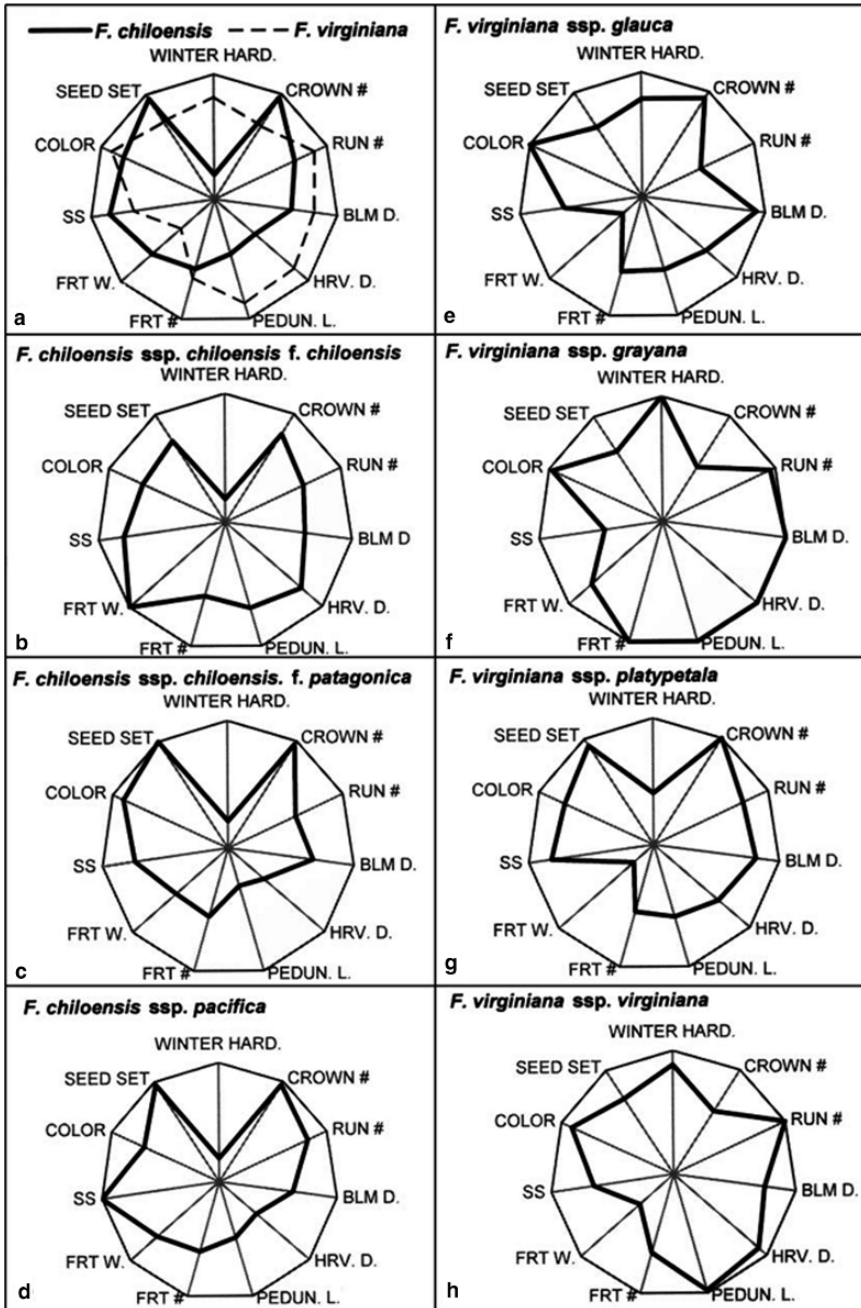 F. chiloensis F. virginiana
WINTER HARD.
SEED SET CROWN #
COLOR RUN #
SS BLM D.
FRT W. HRV. D.
FRT # PEDUN. L.
a
F. chiloensis ssp. chiloensis f. chiloensis
WINTER HARD.
SEED SET CROWN #
COLOR RUN #
SS BLM D
FRT W. HRV. D.
FRT # PEDUN. L.
b
F. chiloensis ssp. chiloensis. f. patagonica
WINTER HARD.
SEED SET CROWN #
COLOR RUN #
SS BLM D.
FRT W. HRV. D.
FRT # PEDUN. L.
c
F. chiloensis ssp. pacifica
WINTER HARD.
SEED SET CROWN #
COLOR RUN #
SS BLM D.
FRT W. HRV. D.
FRT # PEDUN. L.
d
F. virginiana ssp. glauca
WINTER HARD.
SEED SET CROWN #
COLOR RUN #
SS BLM D.
FRT W. HRV. D.
FRT # PEDUN. L.
e
F. virginiana ssp. grayana
WINTER HARD.
SEED SET CROWN #
COLOR RUN #
SS BLM D.
FRT W. HRV. D.
FRT # PEDUN. L.
f
F. virginiana ssp. platypetala
WINTER HARD.
SEED SET CROWN #
COLOR RUN #
SS BLM D.
FRT W. HRV. D.
FRT # PEDUN. L.
g
F. virginiana ssp. virginiana
WINTER HARD.
SEED SET CROWN #
COLOR RUN #
SS BLM D.
FRT W. HRV. D.
FRT # PEDUN. L.
h